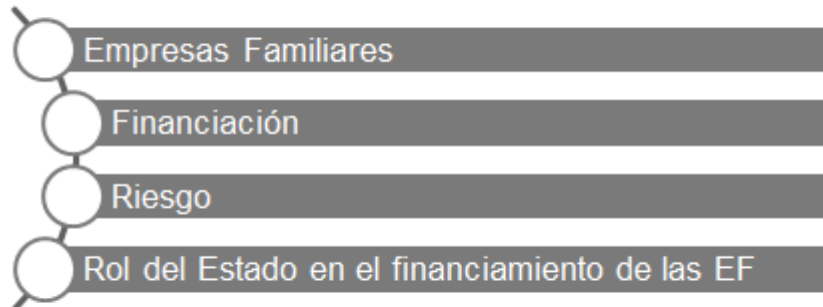 Empresas Familiares
Financiación
Riesgo
Rol del Estado en el financiamiento de las EF